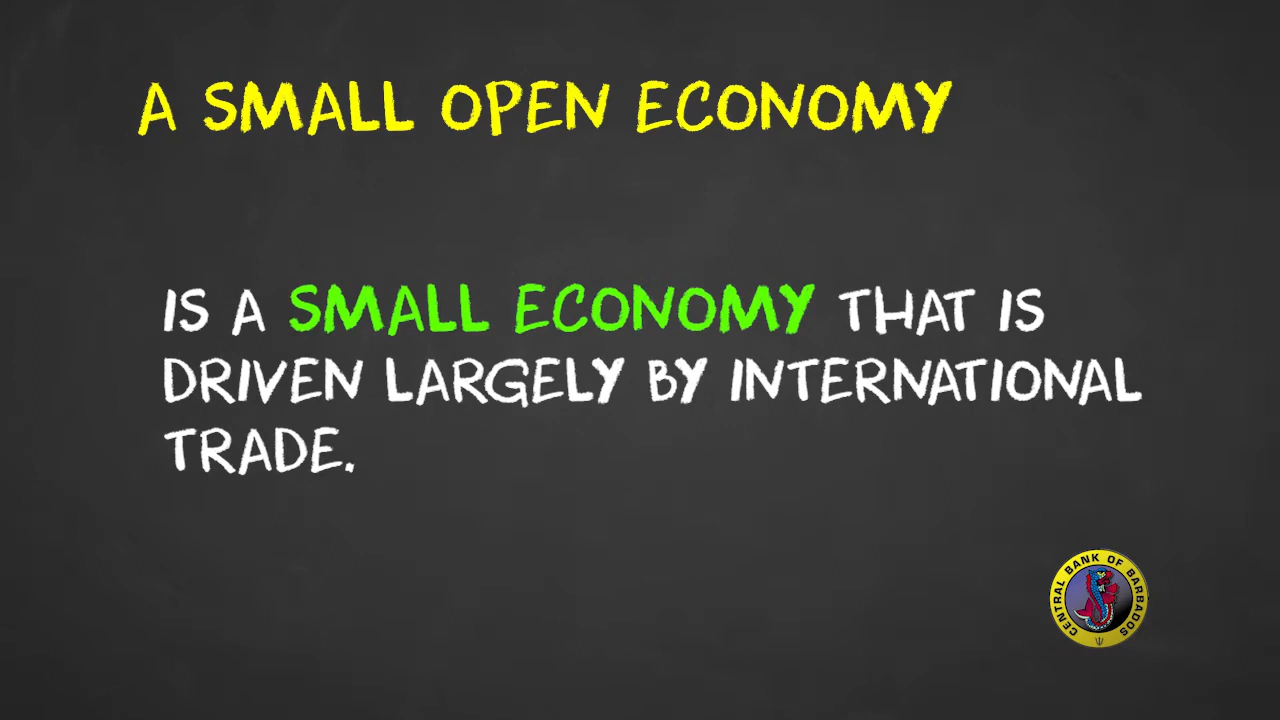 A SMALL OPEN ECONOMY
IS A SMALL ECONOMY THAT IS
DRIVEN LARGELY BY INTERNATIONAL
TRADE.
CENTRAL BANK OF BARBADOS